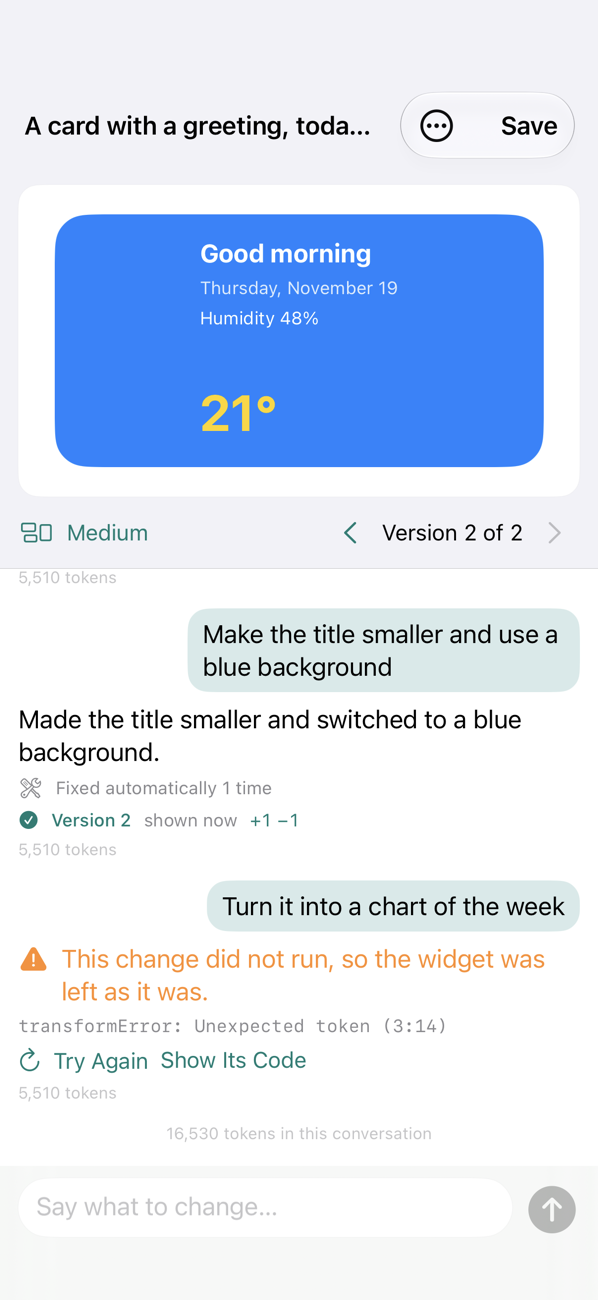 A card with a greeting, toda...
Save
Good morning
Thursday, November 19
Humidity 48%
21°
Medium
Version 2 of 2
5,510 tokens
Make the title smaller and use a
blue background
Made the title smaller and switched to a blue
background.
Fixed automatically 1 time
Version 2 shown now +1 −1
5,510 tokens
Turn it into a chart of the week
This change did not run, so the widget was
left as it was.
transformError: Unexpected token (3:14)
Try Again Show Its Code
5,510 tokens
16,530 tokens in this conversation
Say what to change...